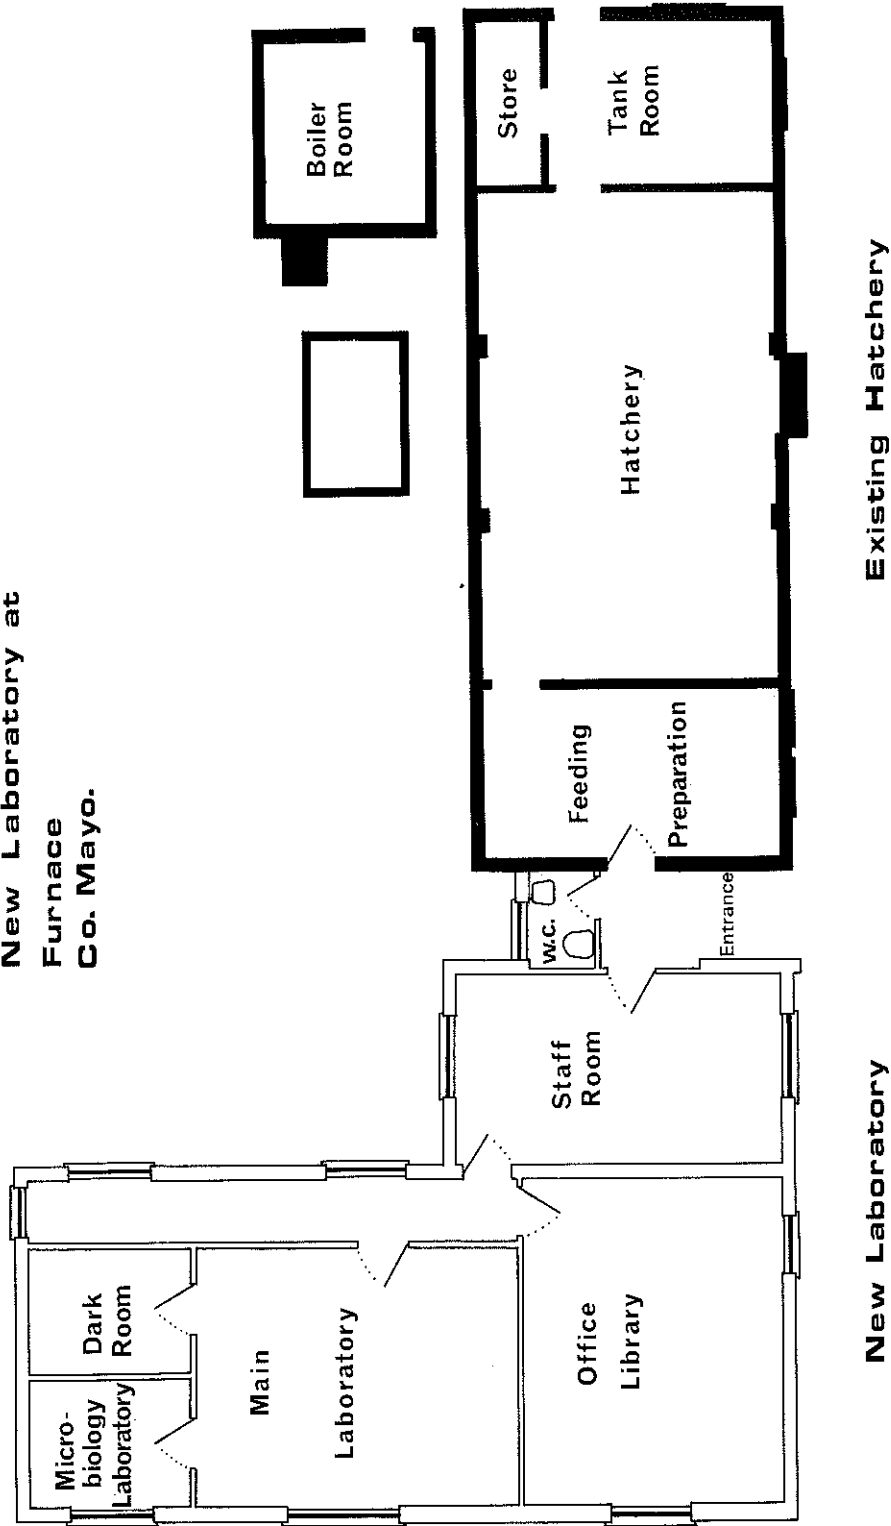 New Laboratory at
Furnace
Co. Mayo.
Micro-
biology
Laboratory
Dark
Room
Main
Laboratory
Office
Library
Staff
Room
w.c.
Entrance
Feeding
Preparation
Hatchery
Store
Tank
Room
Boiler
Room
New Laboratory
Existing Hatchery